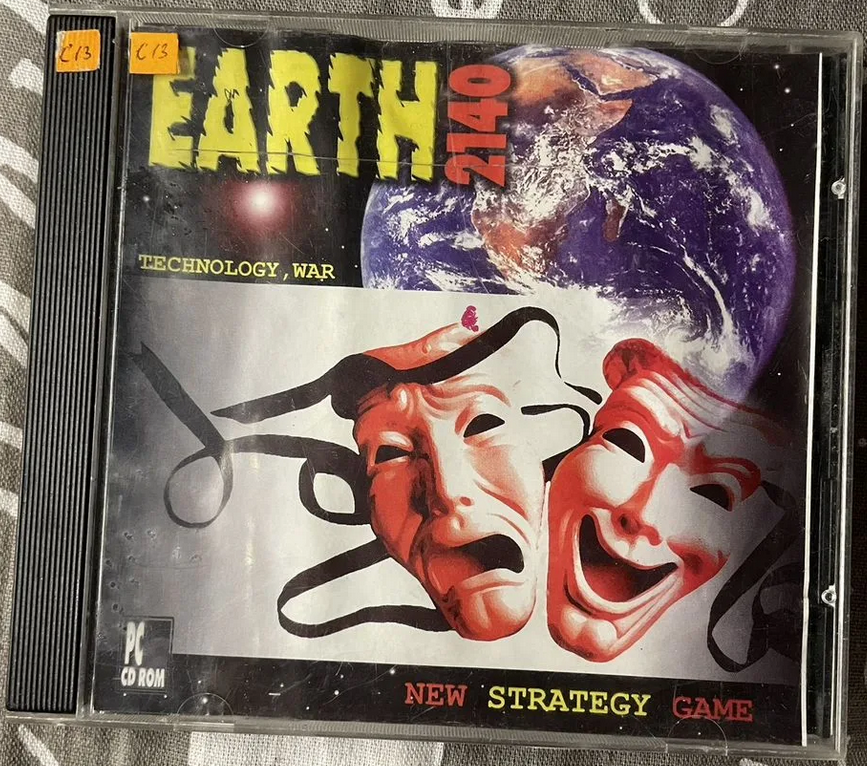 C13
C13
EARTH
2140
TECHNOLOGY, WAR
PC
CD ROM
NEW STRATEGY GAME